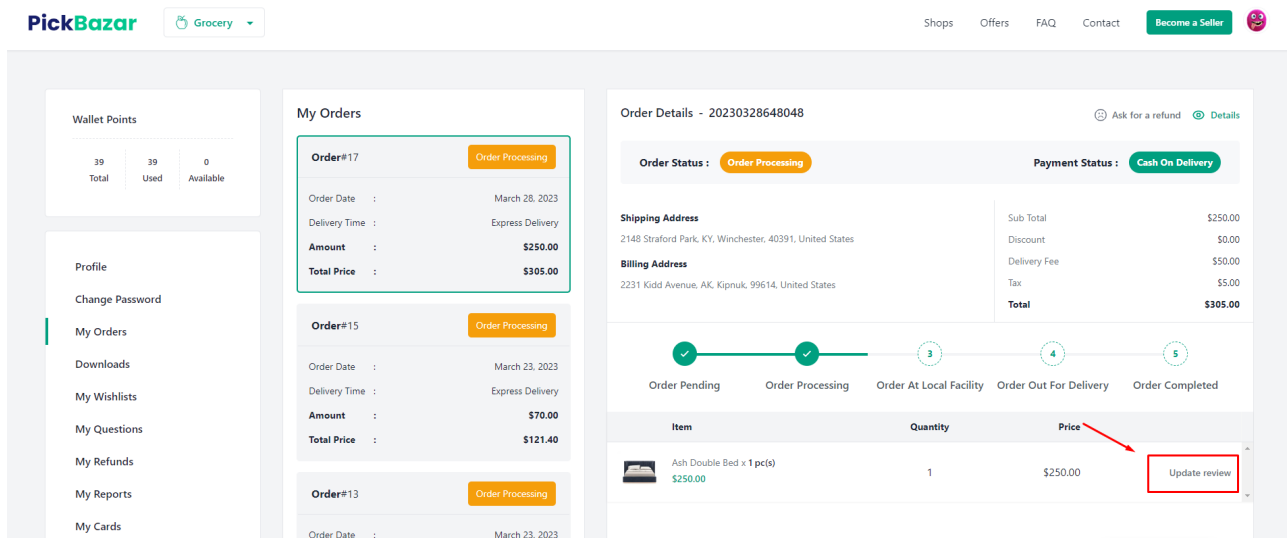 PickBazar
Grocery
Shops
Offers
FAQ
Contact
Become a Seller
Wallet Points
39 39 0
Total Used Available
Profile
Change Password
My Orders
Downloads
My Wishlists
My Questions
My Refunds
My Reports
My Cards
My Orders
Order#17 Order Processing
Order Date : March 28, 2023
Delivery Time : Express Delivery
Amount : $250.00
Total Price : $305.00
Order#15 Order Processing
Order Date : March 23, 2023
Delivery Time : Express Delivery
Amount : $70.00
Total Price : $121.40
Order#13 Order Processing
Order Date : March 23, 2023
Order Details - 20230328648048
Ask for a refund Details
Order Status : Order Processing
Payment Status : Cash On Delivery
Shipping Address
2148 Straford Park, KY, Winchester, 40391, United States
Billing Address
2231 Kidd Avenue, AK, Kipnuk, 99614, United States
Sub Total $250.00
Discount $0.00
Delivery Fee $50.00
Tax $5.00
Total $305.00
3 4 5
Order Pending Order Processing Order At Local Facility Order Out For Delivery Order Completed
Item Quantity Price
Ash Double Bed x 1 pc(s)
$250.00
1 $250.00 Update review